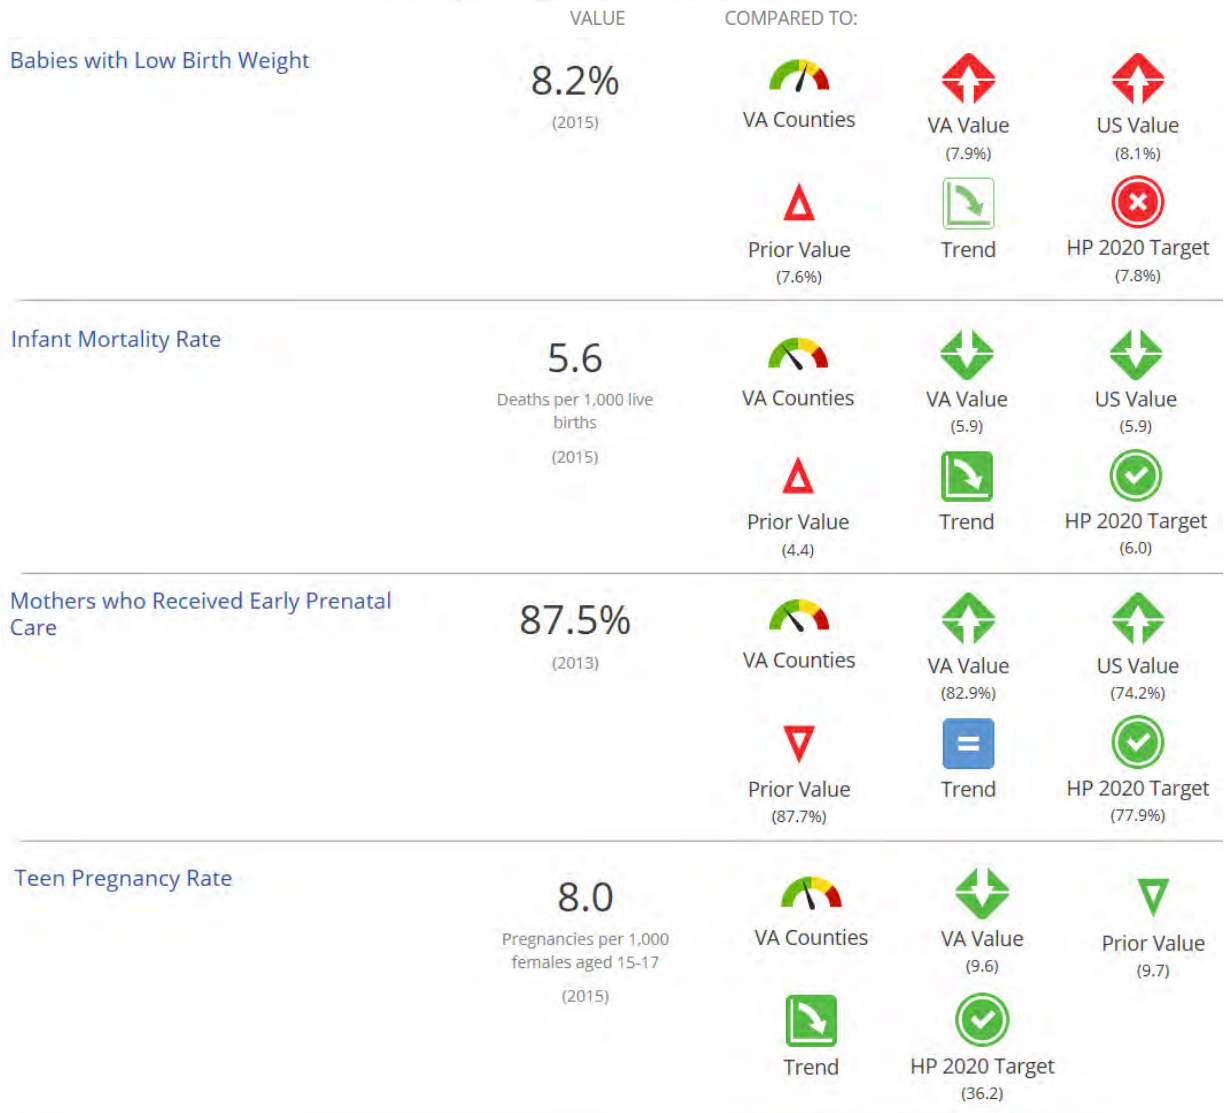 VALUE COMPARED TO:
Babies with Low Birth Weight
8.2%
(2015)
VA Counties
VA Value
(7.9%)
US Value
(8.1%)
Prior Value
(7.6%)
Trend
HP 2020 Target
(7.8%)
Infant Mortality Rate
5.6
Deaths per 1,000 live
births
(2015)
VA Counties
VA Value
(5.9)
US Value
(5.9)
Prior Value
(4.4)
Trend
HP 2020 Target
(6.0)
Mothers who Received Early Prenatal
Care
87.5%
(2013)
VA Counties
VA Value
(82.9%)
US Value
(74.2%)
Prior Value
(87.7%)
Trend
HP 2020 Target
(77.9%)
Teen Pregnancy Rate
8.0
Pregnancies per 1,000
females aged 15-17
(2015)
VA Counties
VA Value
(9.6)
Prior Value
(9.7)
Trend
HP 2020 Target
(36.2)